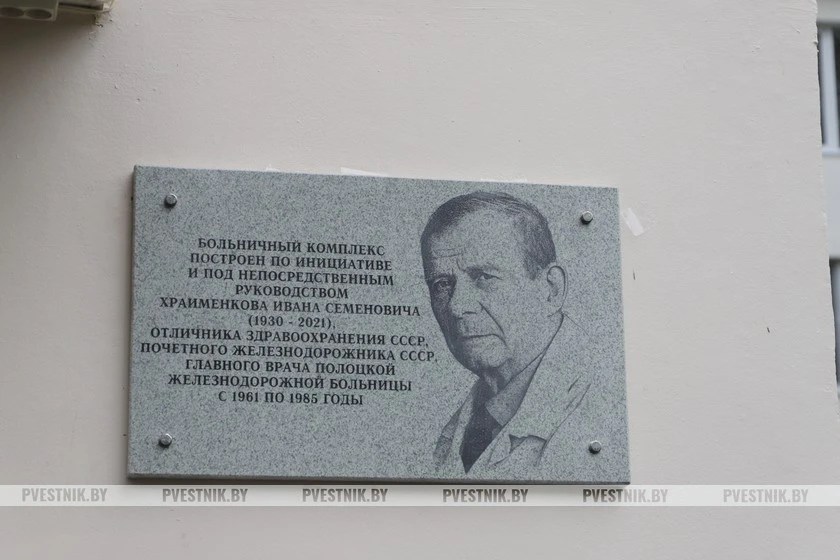 БОЛЬНИЧНЫЙ КОМПЛЕКС
ПОСТРОЕН ПО ИНИЦИАТИВЕ
И ПОД НЕПОСРЕДСТВЕННЫМ
РУКОВОДСТВОМ
ХРАИМЕНКОВА ИВАНА СЕМЕНОВИЧА
(1930 - 2021),
ОТЛИЧНИКА ЗДРАВООХРАНЕНИЯ СССР,
ПОЧЕТНОГО ЖЕЛЕЗНОДОРОЖНИКА СССР,
ГЛАВНОГО ВРАЧА ПОЛОЦКОЙ
ЖЕЛЕЗНОДОРОЖНОЙ БОЛЬНИЦЫ
С 1961 ПО 1985 ГОДЫ
PVESTNIK.BY PVESTNIK.BY PVESTNIK.BY PVESTNIK.BY PVESTNIK.BY PVESTNIK.BY